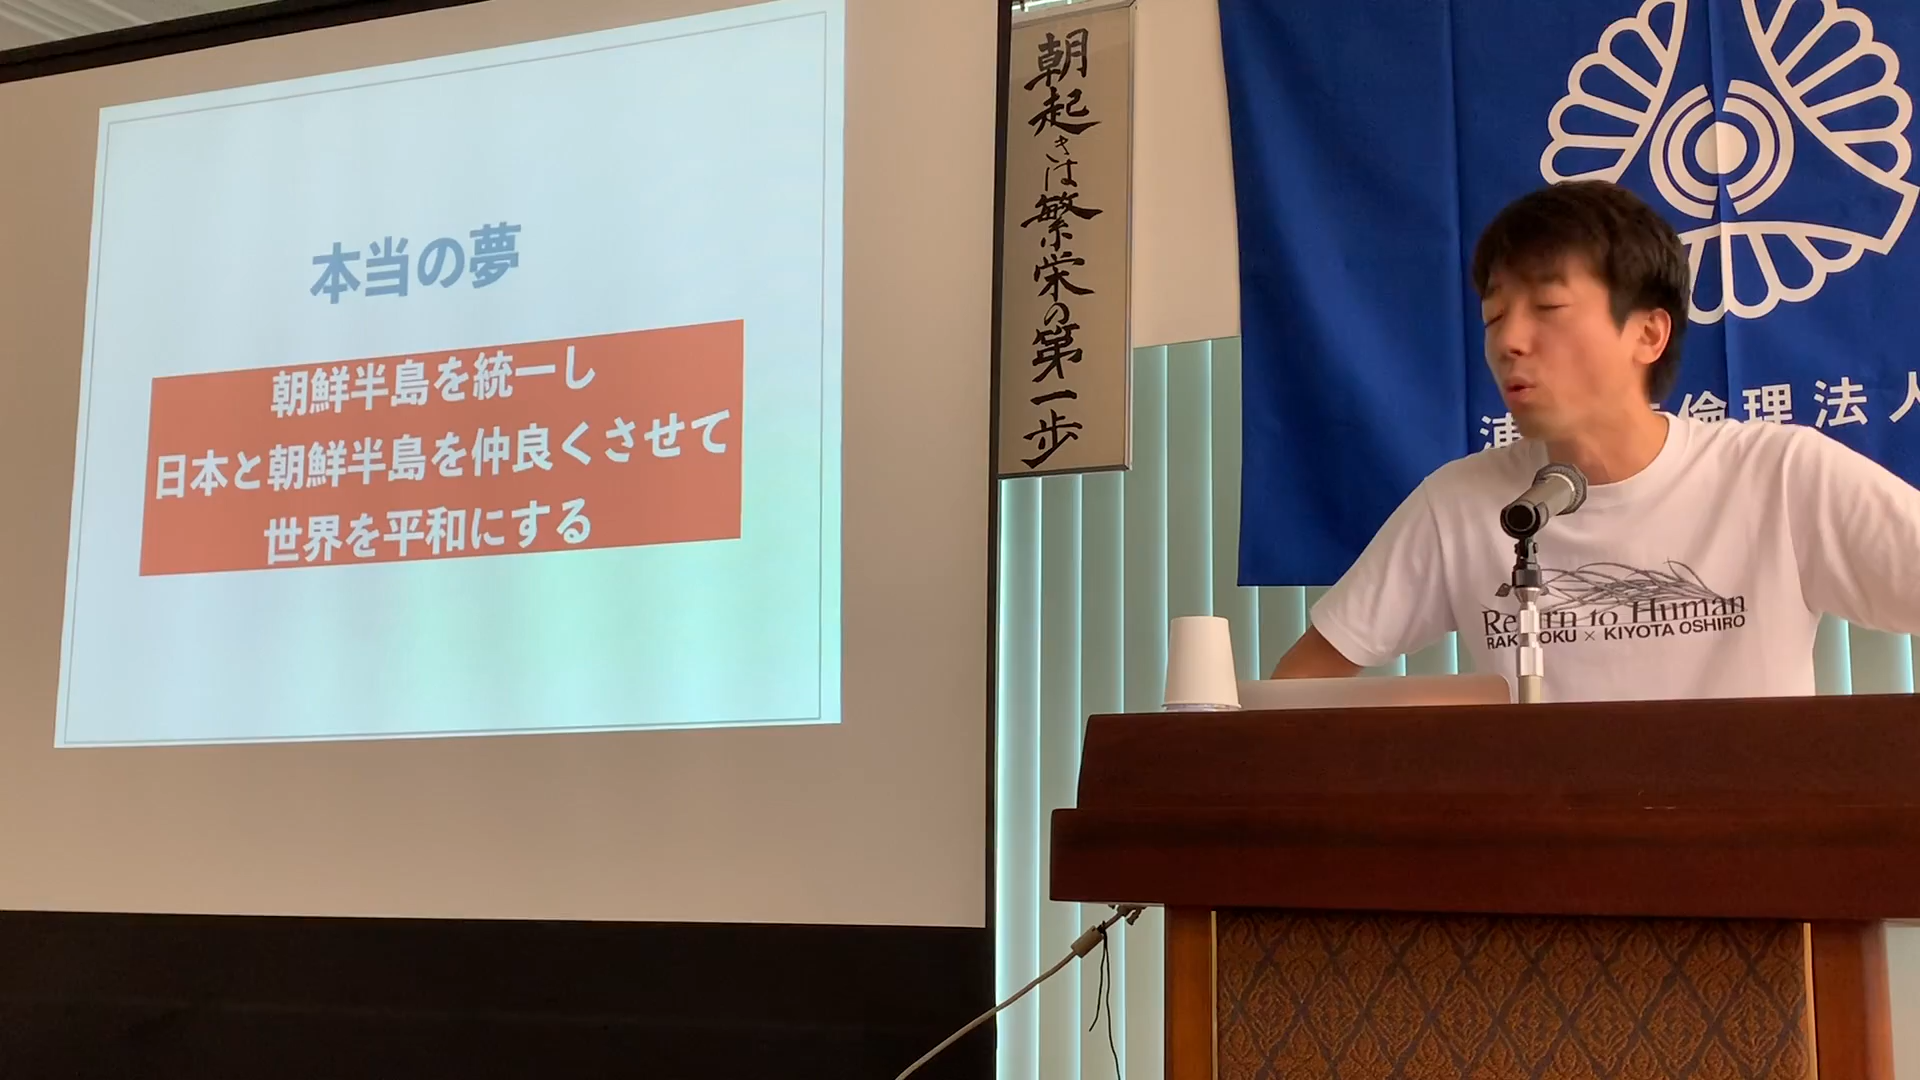 本当の夢
朝鮮半島を統一し
日本と朝鮮半島を仲良くさせて
世界を平和にする
朝起きは繁栄の第一歩
倫理法人
Return to Human
KIYOTA OSHIRO